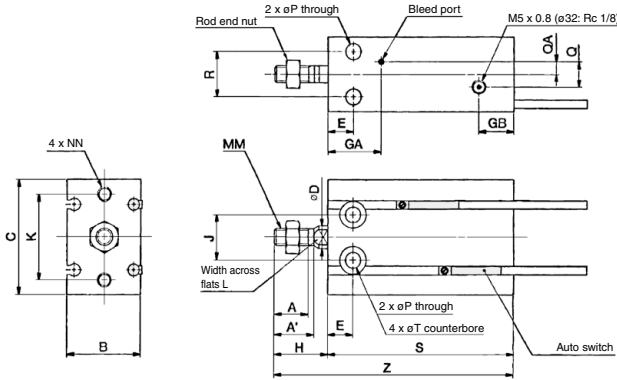 2 x øP through
Bleed port
Rod end nut
M5 x 0.8 (ø32: Rc 1/8)
R
QA
Q
E
GA
GB
4 x NN
MM
øD
C
K
J
Width across
flats L
A
A'
E
2 x øP through
4 x øT counterbore
B
H
S
Auto switch
Z